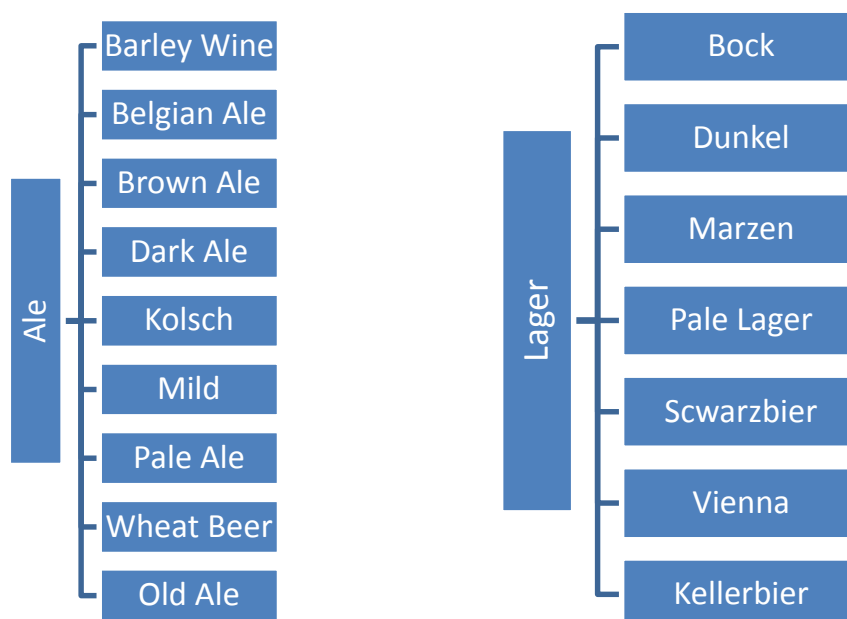 Ale
Barley Wine
Belgian Ale
Brown Ale
Dark Ale
Kolsch
Mild
Pale Ale
Wheat Beer
Old Ale
Lager
Bock
Dunkel
Marzen
Pale Lager
Scwarzbier
Vienna
Kellerbier